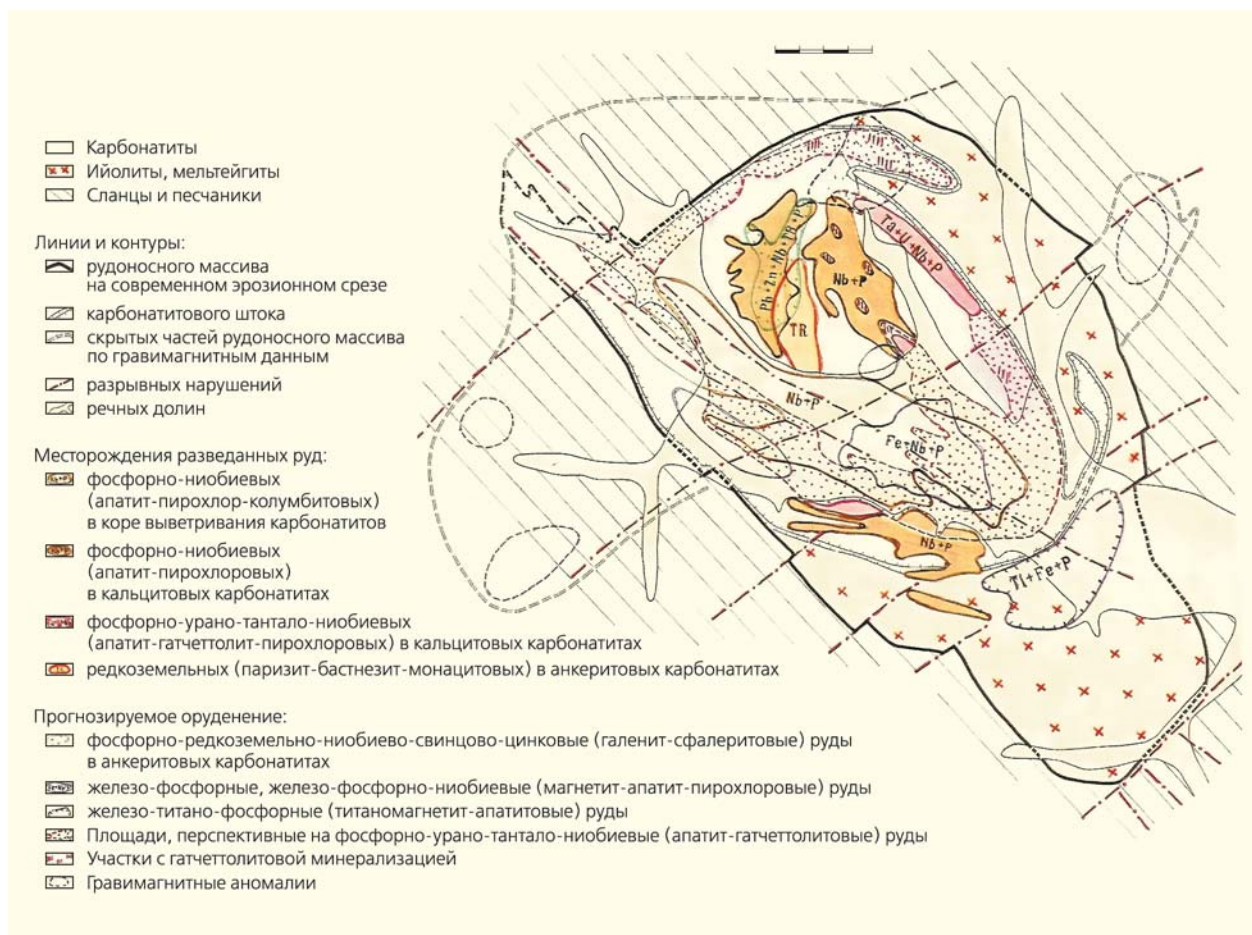 Карбонатиты
Ийолиты, мельтейгиты
Сланцы и песчаники
Линии и контуры:
рудоносного массива
на современном эрозионном срезе
карбонатитового штока
скрытых частей рудоносного массива
по гравимагнитным данным
разрывных нарушений
речных долин
Месторождения разведанных руд:
фосфорно-ниобиевых
(апатит-пирохлор-колумбитовых)
в коре выветривания карбонатитов
фосфорно-ниобиевых
(апатит-пирохлоровых)
в кальцитовых карбонатитах
фосфорно-урано-тантало-ниобиевых
(апатит-гатчеттолит-пирохлоровых) в кальцитовых карбонатитах
редкоземельных (паризит-бастнезит-монацитовых) в анкеритовых карбонатитах
Прогнозируемое оруденение:
фосфорно-редкоземельно-ниобиево-свинцово-цинковые (галенит-сфалеритовые) руды
в анкеритовых карбонатитах
железо-фосфорные, железо-фосфорно-ниобиевые (магнетит-апатит-пирохлоровые) руды
железо-титано-фосфорные (титаномагнетит-апатитовые) руды
Площади, перспективные на фосфорно-урано-тантало-ниобиевые (апатит-гатчеттолитовые) руды
Участки с гатчеттолитовой минерализацией
Гравимагнитные аномалии
Pb+Zn+Nb+TR+P
TR
Nb+P
Ta+U+Nb+P
Nb+P
Fe+Nb+P
Nb+P
Ti+Fe+P